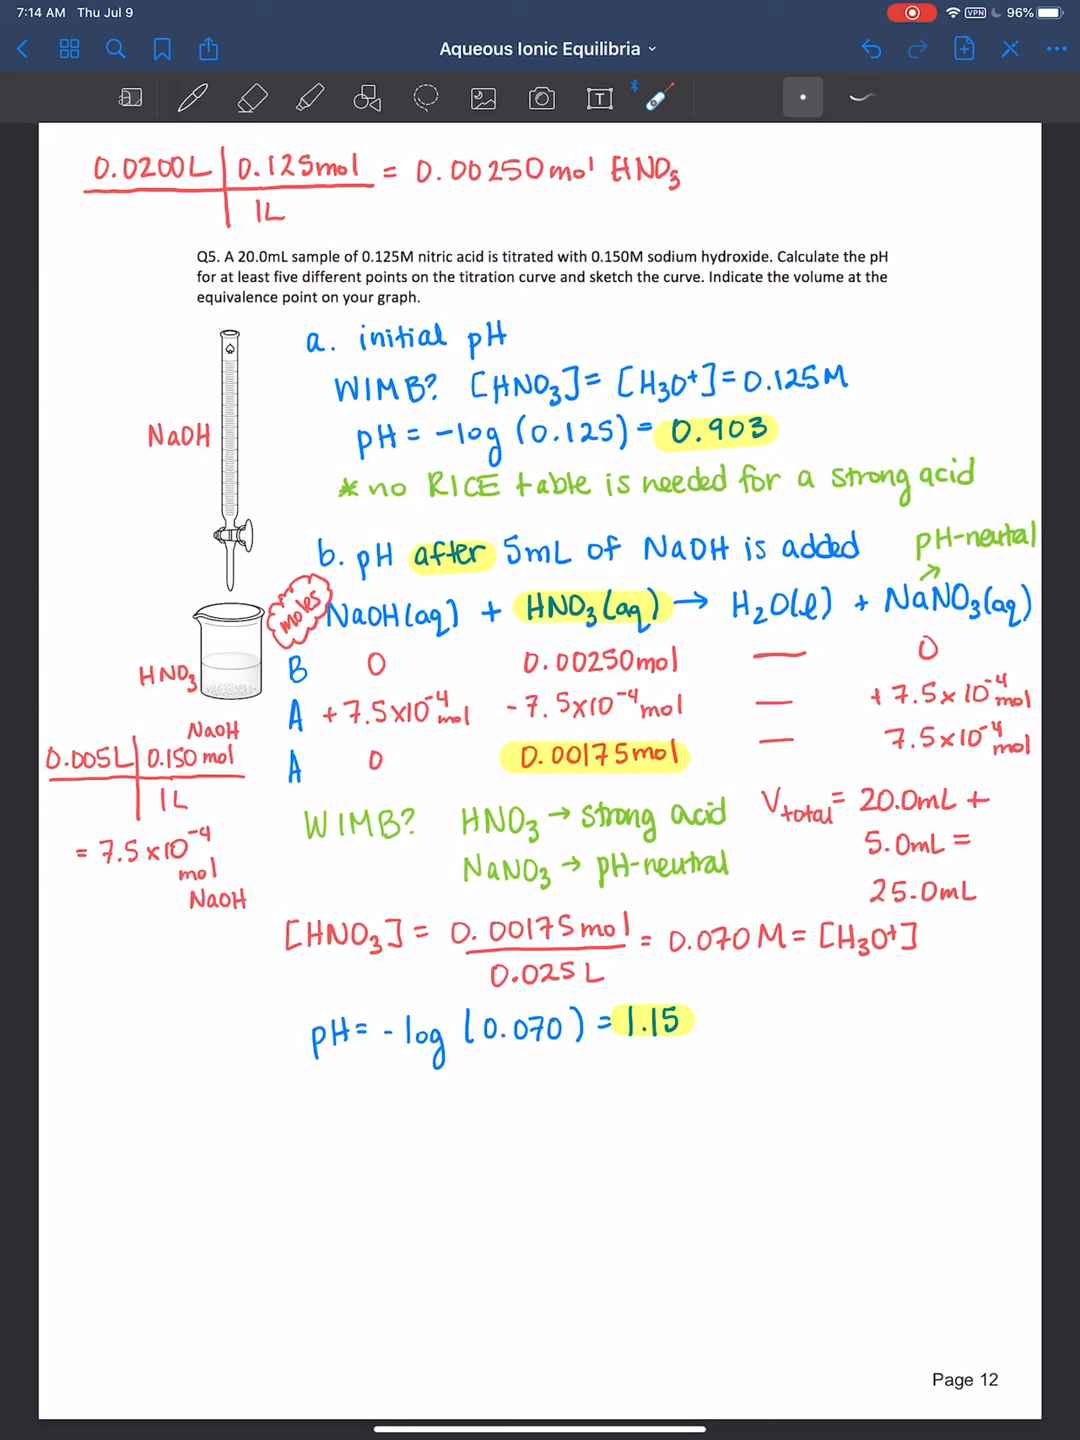 7:14 AM Thu Jul 9
VPN 96%
Aqueous Ionic Equilibria
0.0200L | 0.125mol = 0.00250mol HNO₃
1L
Q5. A 20.0mL sample of 0.125M nitric acid is titrated with 0.150M sodium hydroxide. Calculate the pH
for at least five different points on the titration curve and sketch the curve. Indicate the volume at the
equivalence point on your graph.
a. initial pH
WIMB? [HNO₃] = [H₃O⁺] = 0.125M
pH = -log (0.125) = 0.903
NaOH
* no RICE table is needed for a strong acid
b. pH after 5mL of NaOH is added
pH-neutral
moles
NaOH(aq) + HNO₃(aq) → H₂O(l) + NaNO₃(aq)
B 0 0.00250mol — 0
HNO₃
A +7.5x10⁻⁴ mol -7.5x10⁻⁴ mol — +7.5x10⁻⁴ mol
A 0 0.00175mol — 7.5x10⁻⁴ mol
NaOH
0.005L | 0.150 mol
1L
= 7.5x10⁻⁴
mol
NaOH
WIMB? HNO₃ → strong acid
NaNO₃ → pH-neutral
Vtotal = 20.0mL +
5.0mL =
25.0mL
[HNO₃] = 0.00175mol = 0.070M = [H₃O⁺]
0.025L
pH = -log (0.070) = 1.15
Page 12